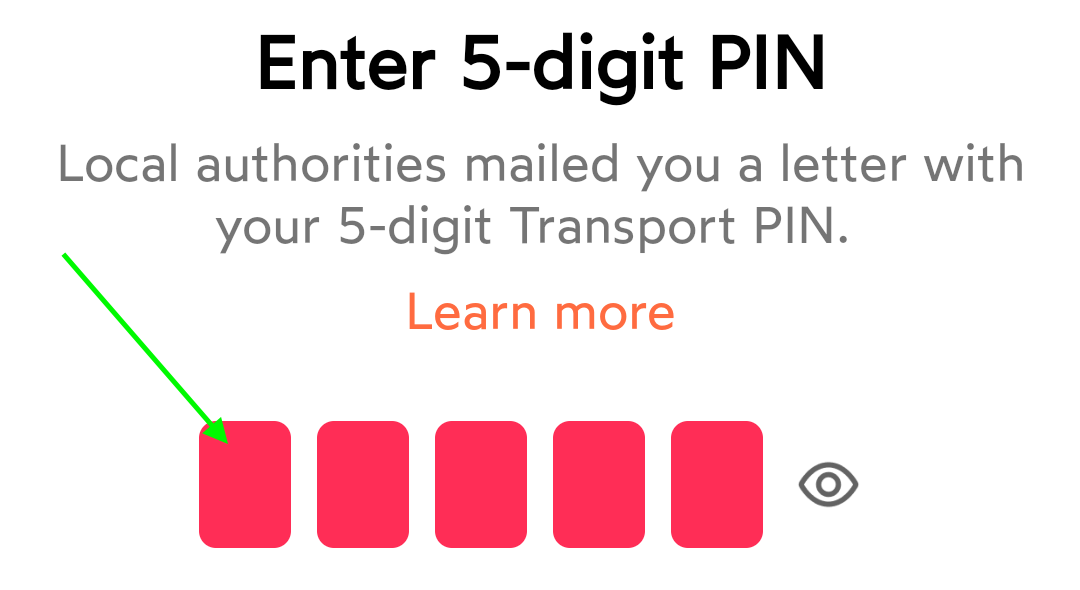 Enter 5-digit PIN
Local authorities mailed you a letter with
your 5-digit Transport PIN.
Learn more